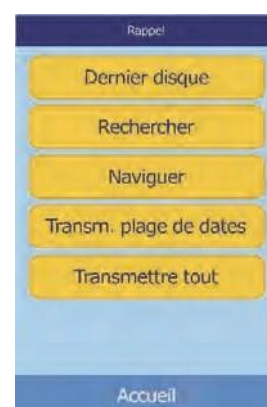 Rappel
Dernier disque
Rechercher
Naviguer
Transm. plage de dates
Transmettre tout
Accueil